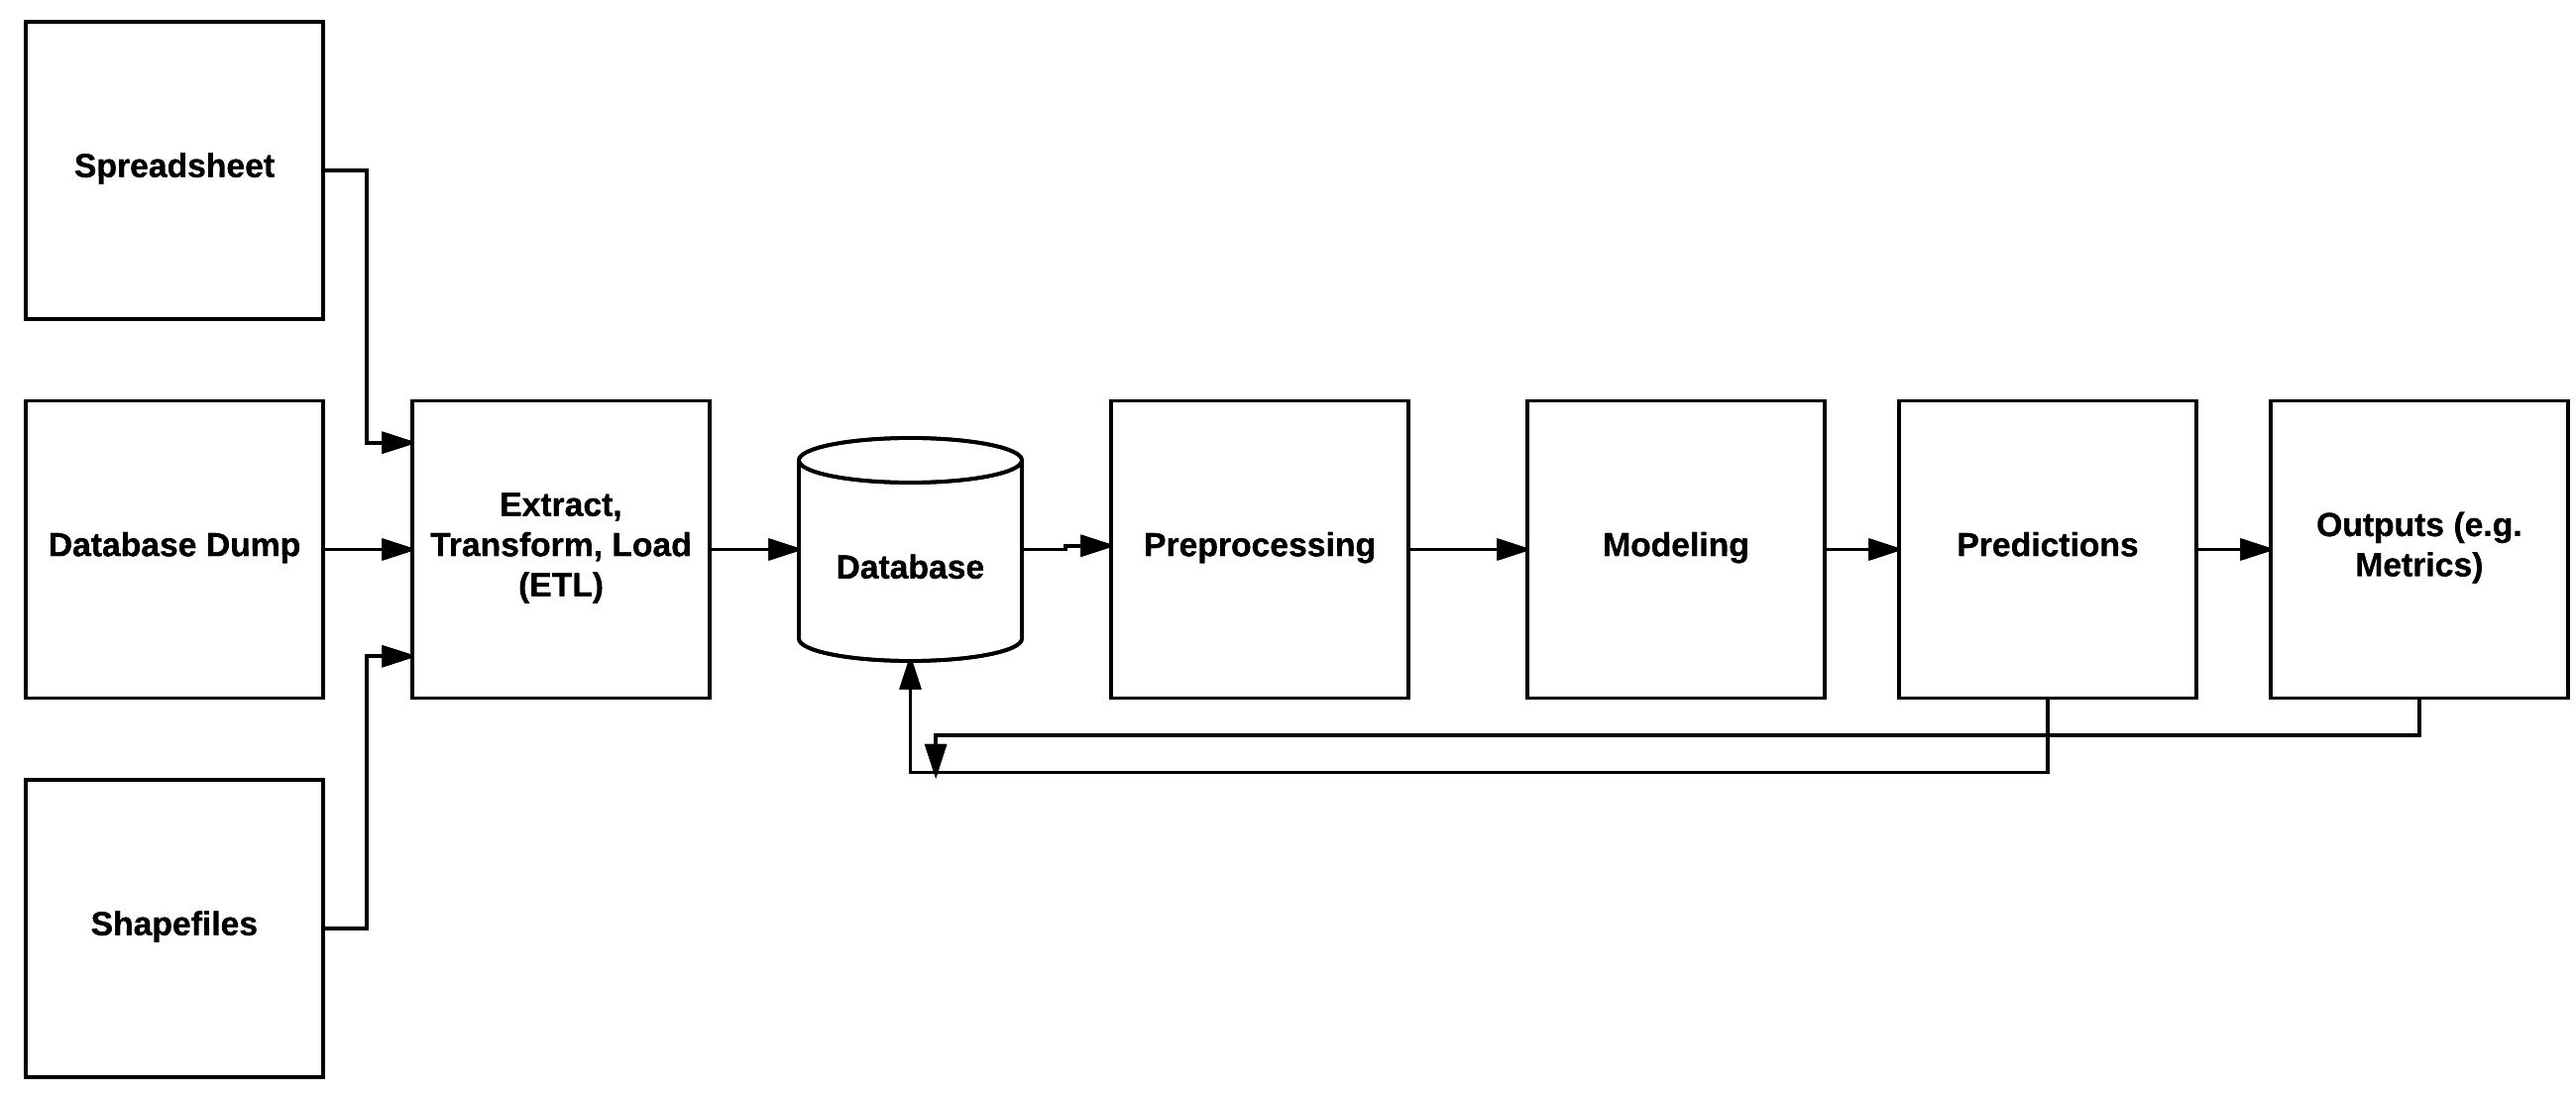 Spreadsheet
Database Dump
Shapefiles
Extract,
Transform, Load
(ETL)
Database
Preprocessing
Modeling
Predictions
Outputs (e.g.
Metrics)